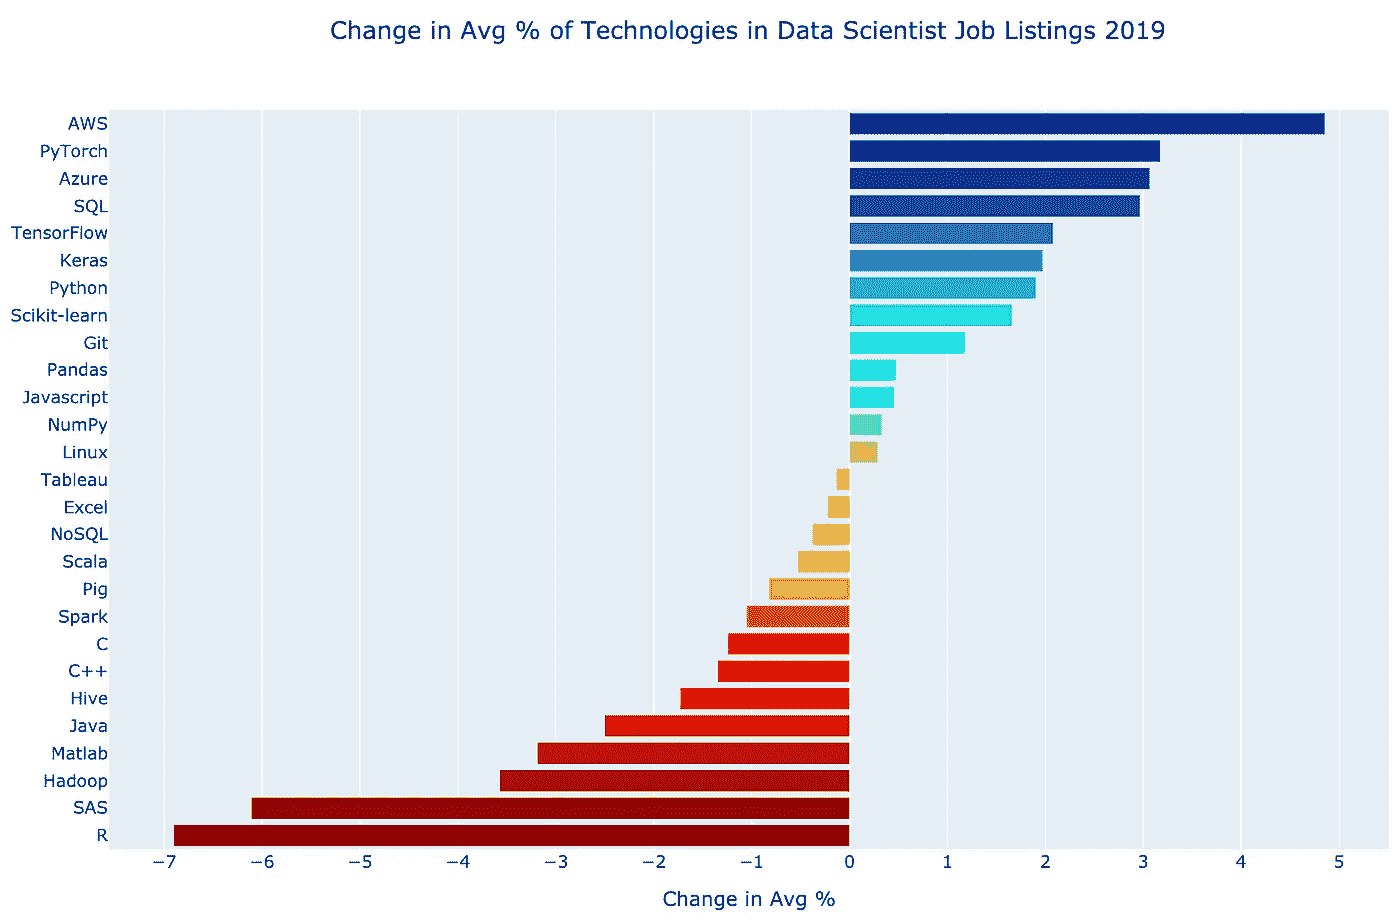 Change in Avg % of Technologies in Data Scientist Job Listings 2019
AWS
PyTorch
Azure
SQL
TensorFlow
Keras
Python
Scikit-learn
Git
Pandas
Javascript
NumPy
Linux
Tableau
Excel
NoSQL
Scala
Pig
Spark
C
C++
Hive
Java
Matlab
Hadoop
SAS
R
−7 −6 −5 −4 −3 −2 −1 0 1 2 3 4 5
Change in Avg %